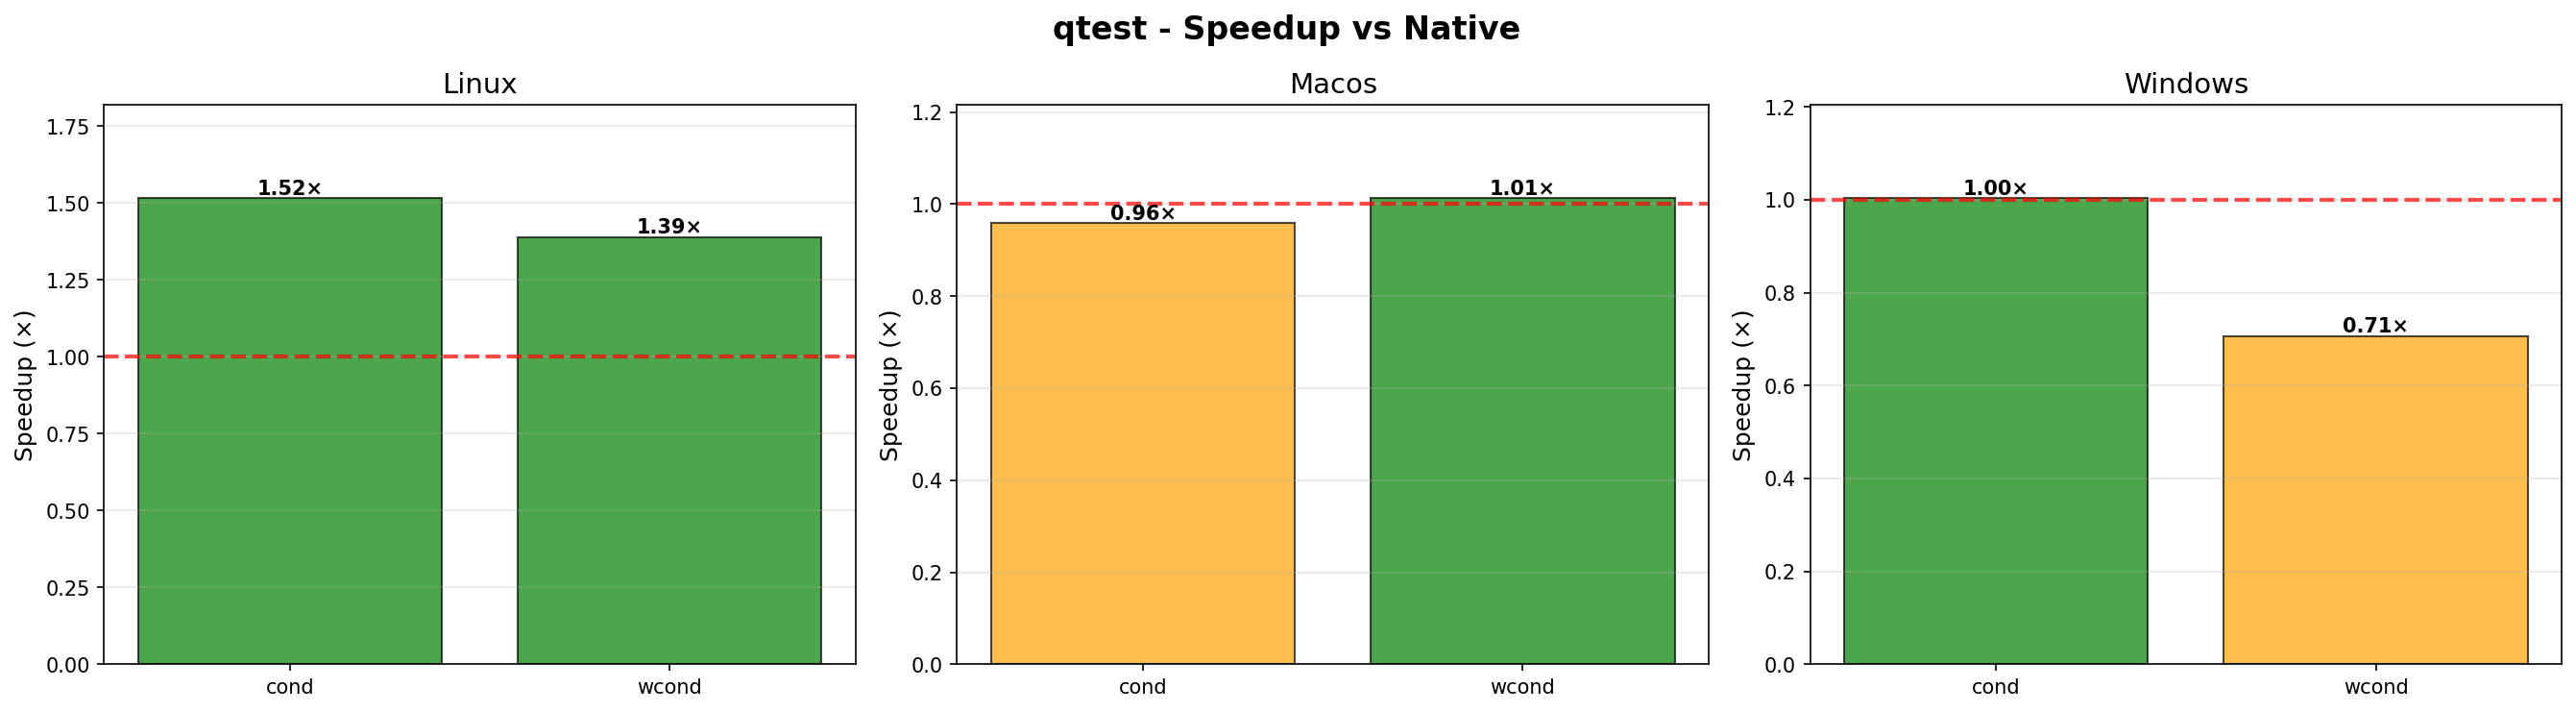 qtest - Speedup vs Native
Linux
Speedup (×)
1.75
1.50
1.25
1.00
0.75
0.50
0.25
0.00
1.52×
1.39×
cond
wcond
Macos
Speedup (×)
1.2
1.0
0.8
0.6
0.4
0.2
0.0
0.96×
1.01×
cond
wcond
Windows
Speedup (×)
1.2
1.0
0.8
0.6
0.4
0.2
0.0
1.00×
0.71×
cond
wcond